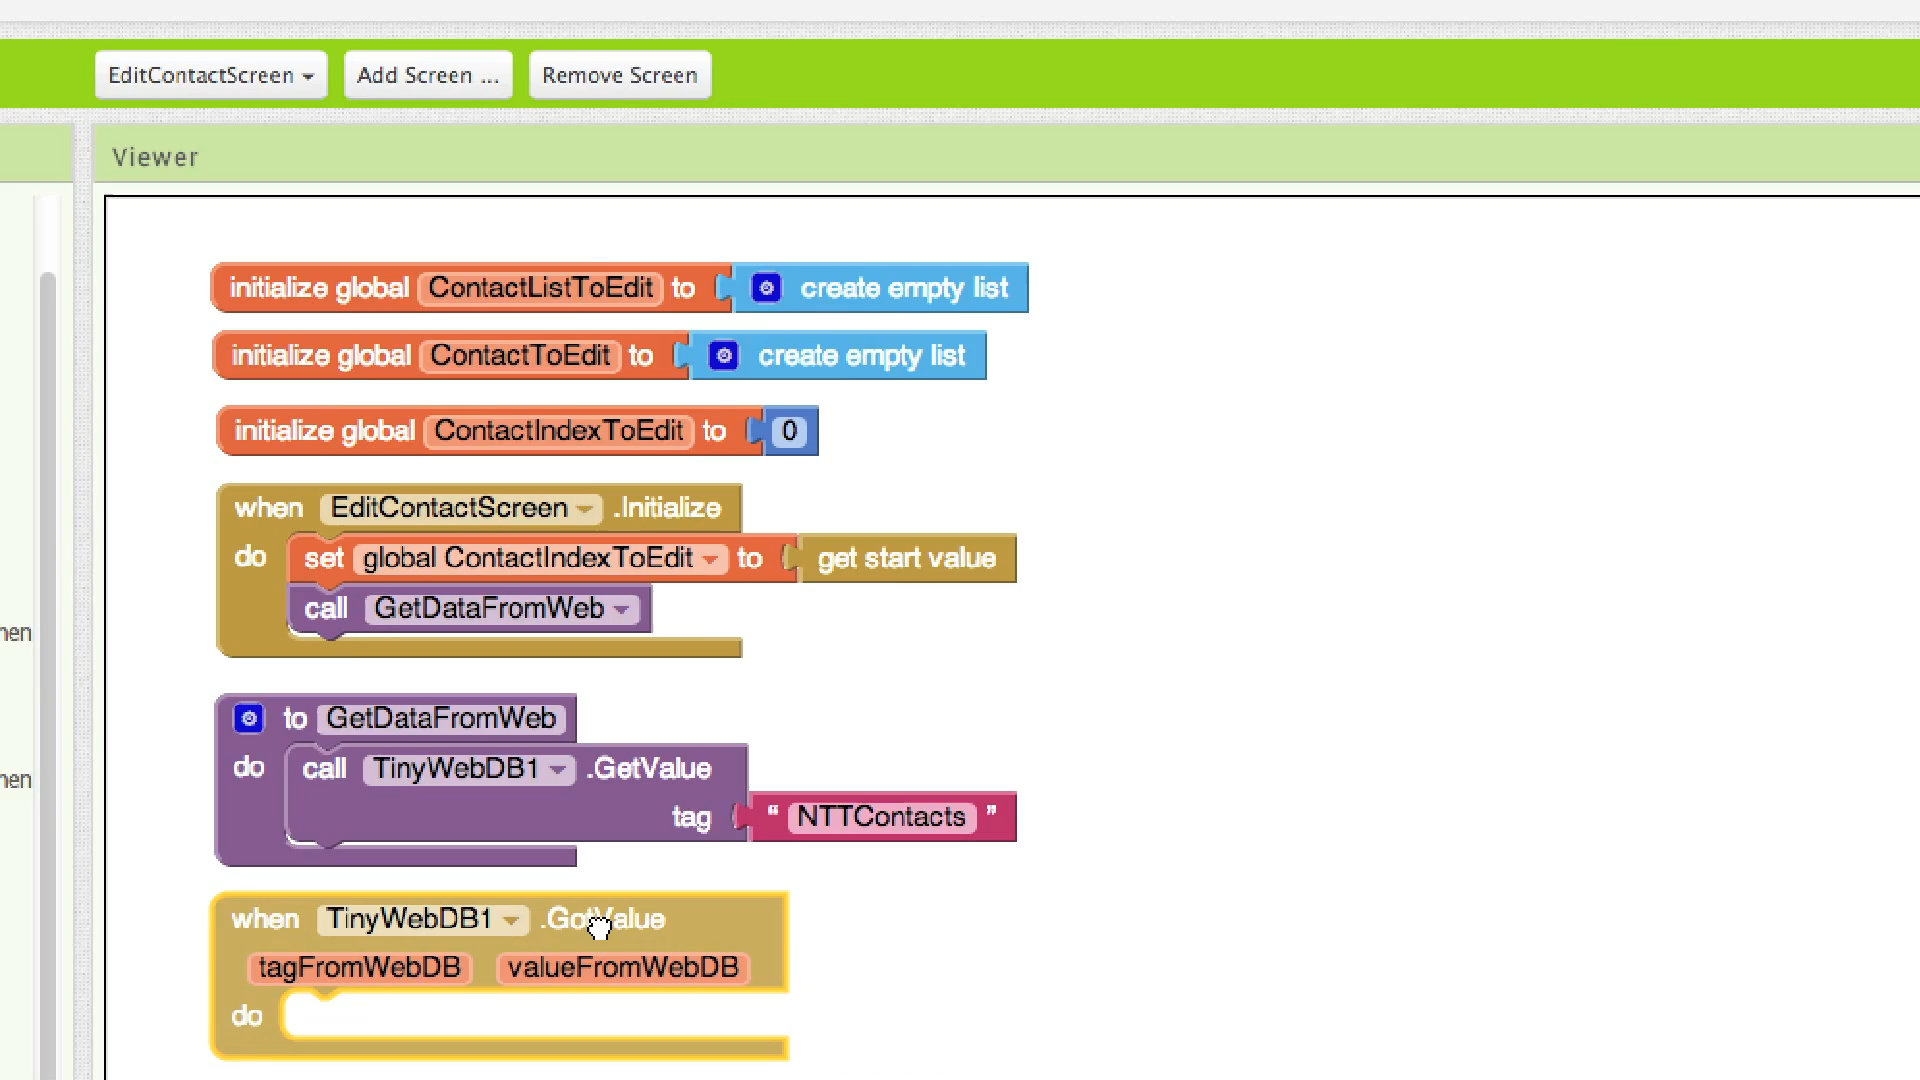 EditContactScreen Add Screen ... Remove Screen
Viewer
initialize global ContactListToEdit to create empty list
initialize global ContactToEdit to create empty list
initialize global ContactIndexToEdit to 0
when EditContactScreen .Initialize
do set global ContactIndexToEdit to get start value
call GetDataFromWeb
hen
to GetDataFromWeb
do call TinyWebDB1 .GetValue
hen
tag “ NTTContacts ”
when TinyWebDB1 .GotValue
tagFromWebDB valueFromWebDB
do